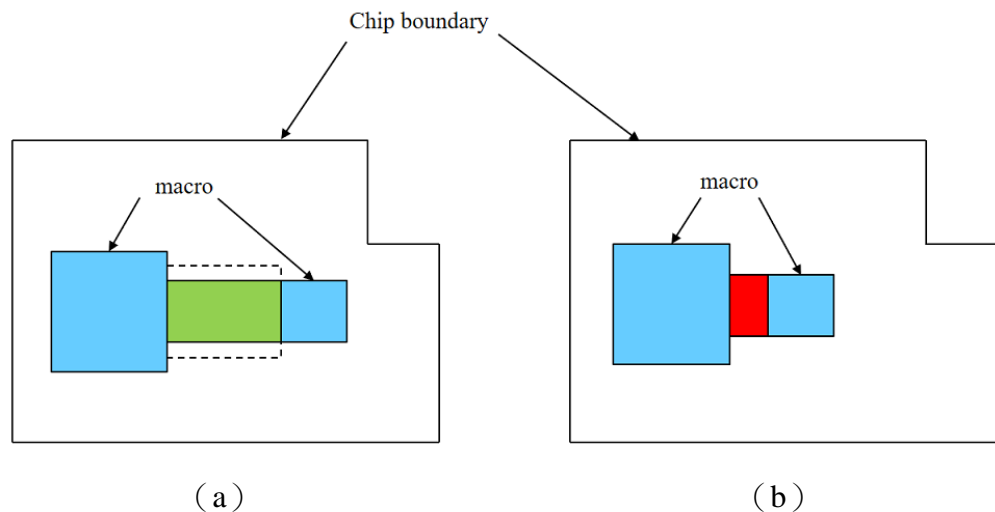 Chip boundary
macro
macro
（a）
（b）